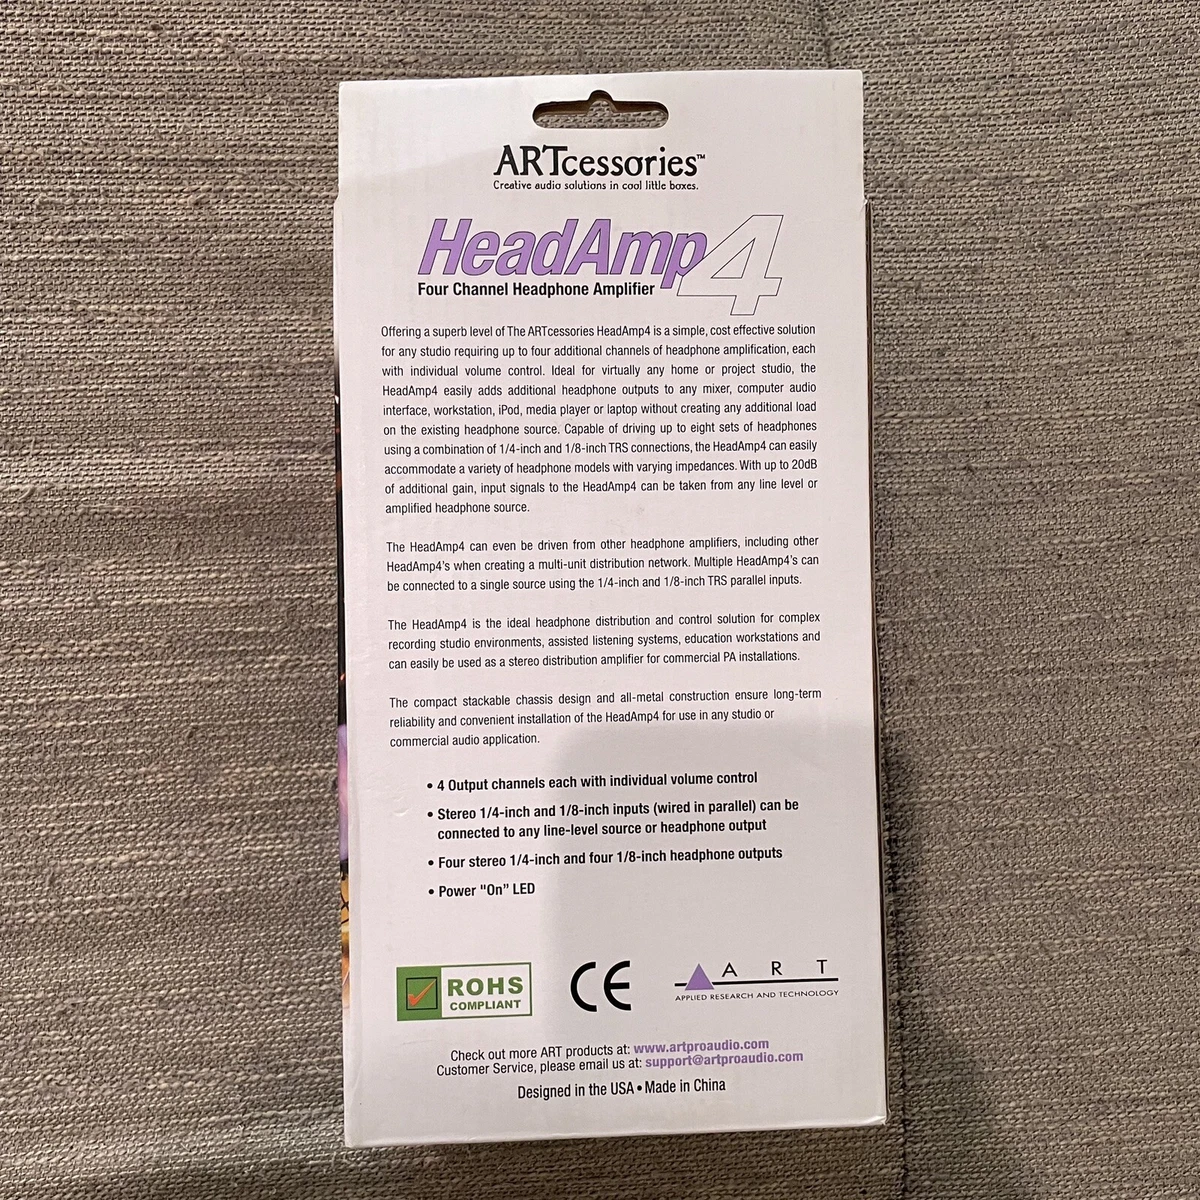 ARTcessories™
Creative audio solutions in cool little boxes.
HeadAmp4
Four Channel Headphone Amplifier
Offering a superb level of The ARTcessories HeadAmp4 is a simple, cost effective solution
for any studio requiring up to four additional channels of headphone amplification, each
with individual volume control. Ideal for virtually any home or project studio, the
HeadAmp4 easily adds additional headphone outputs to any mixer, computer audio
interface, workstation, iPod, media player or laptop without creating any additional load
on the existing headphone source. Capable of driving up to eight sets of headphones
using a combination of 1/4-inch and 1/8-inch TRS connections, the HeadAmp4 can easily
accommodate a variety of headphone models with varying impedances. With up to 20dB
of additional gain, input signals to the HeadAmp4 can be taken from any line level or
amplified headphone source.
The HeadAmp4 can even be driven from other headphone amplifiers, including other
HeadAmp4's when creating a multi-unit distribution network. Multiple HeadAmp4's can
be connected to a single source using the 1/4-inch and 1/8-inch TRS parallel inputs.
The HeadAmp4 is the ideal headphone distribution and control solution for complex
recording studio environments, assisted listening systems, education workstations and
can easily be used as a stereo distribution amplifier for commercial PA installations.
The compact stackable chassis design and all-metal construction ensure long-term
reliability and convenient installation of the HeadAmp4 for use in any studio or
commercial audio application.
• 4 Output channels each with individual volume control
• Stereo 1/4-inch and 1/8-inch inputs (wired in parallel) can be
connected to any line-level source or headphone output
• Four stereo 1/4-inch and four 1/8-inch headphone outputs
• Power "On" LED
ROHS
COMPLIANT
CE
ART
APPLIED RESEARCH AND TECHNOLOGY
Check out more ART products at: www.artproaudio.com
Customer Service, please email us at: support@artproaudio.com
Designed in the USA • Made in China